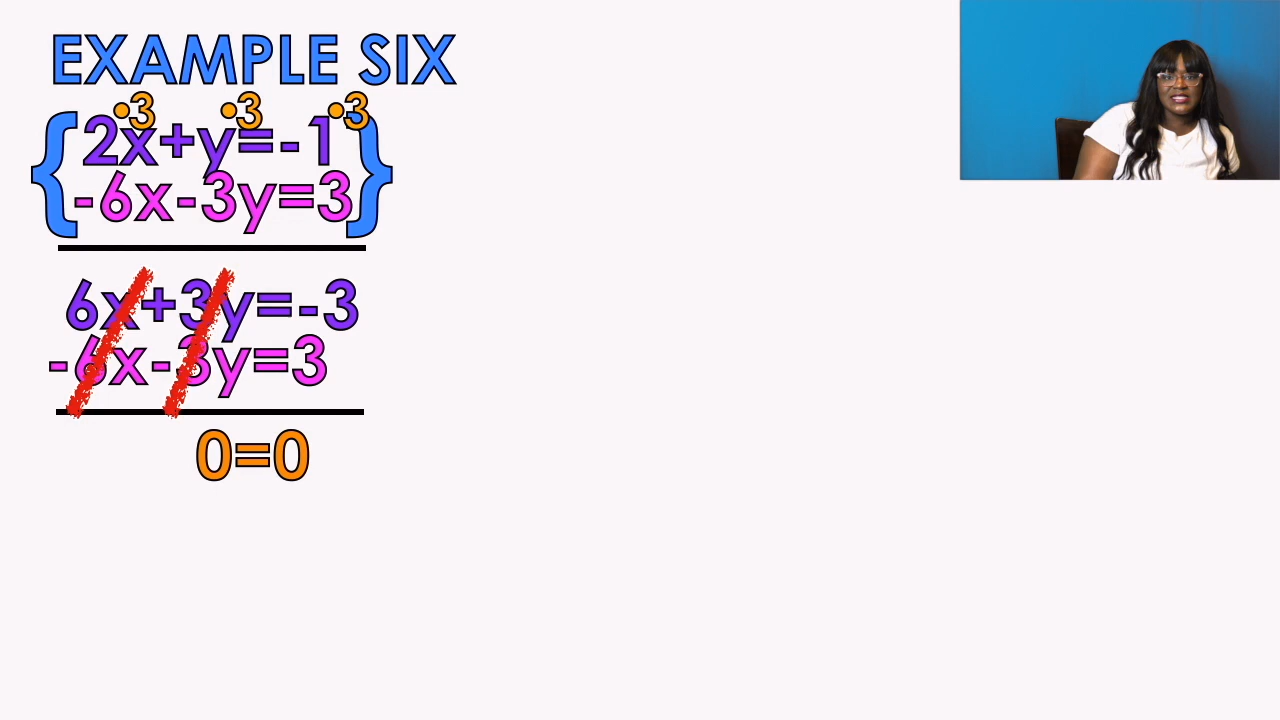 EXAMPLE SIX
•3 •3 •3
{2x+y=-1}
-6x-3y=3
6x+3y=-3
-6x-3y=3
0=0